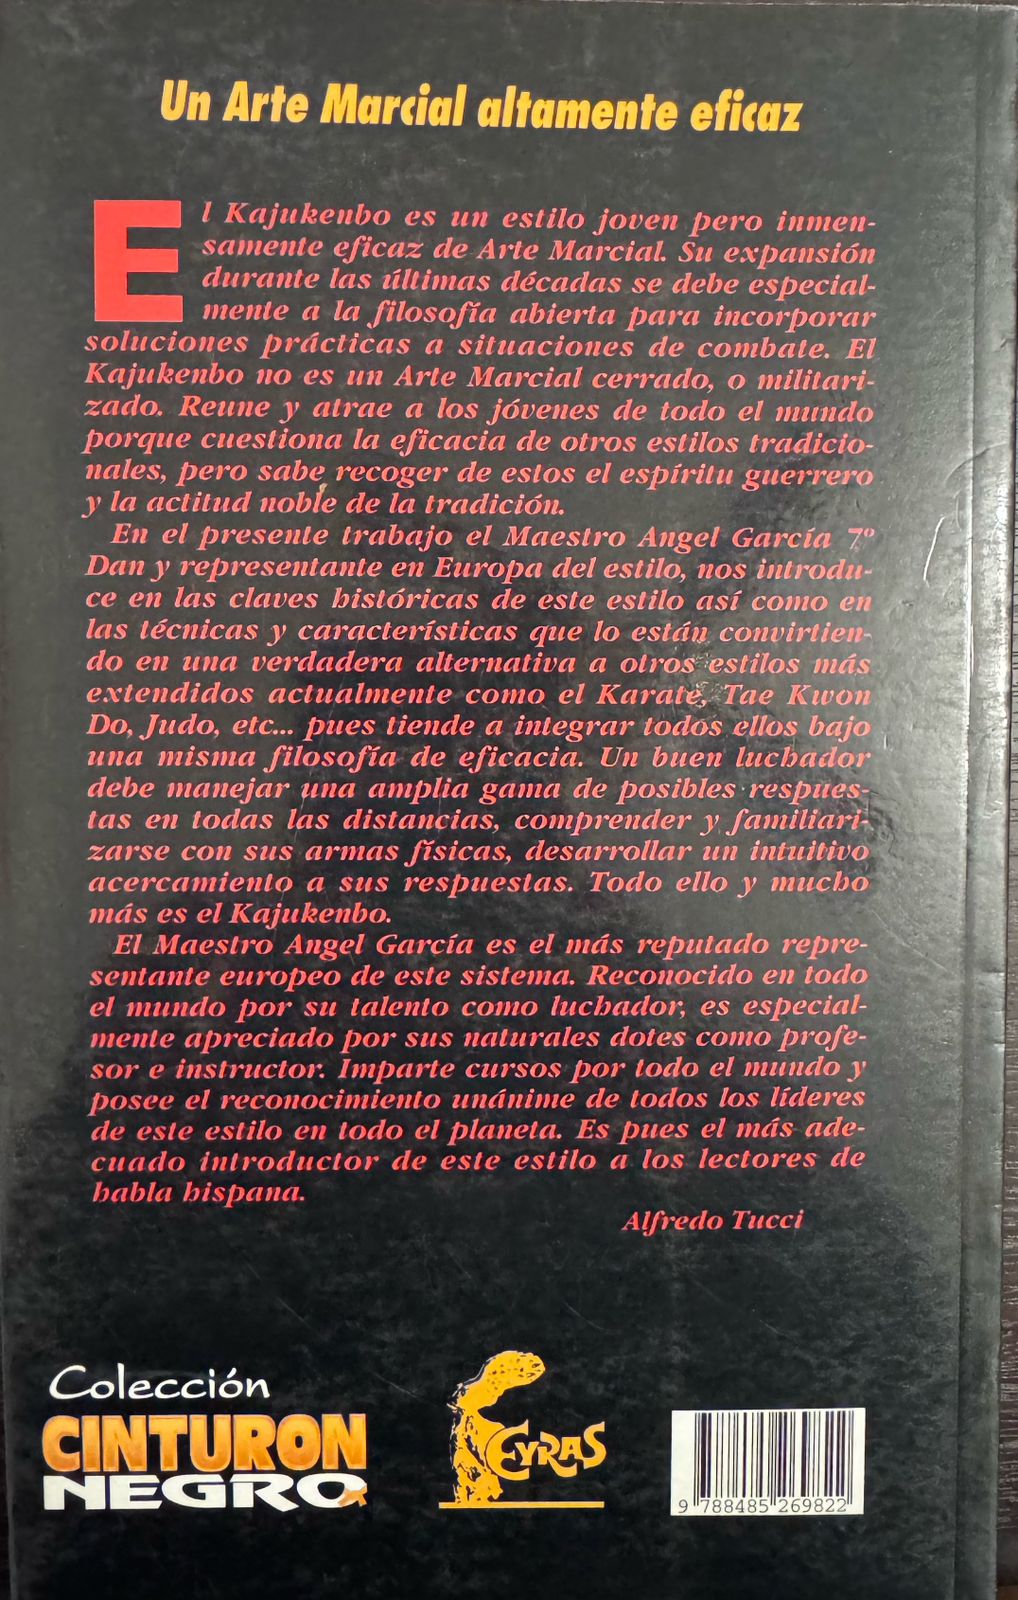 Un Arte Marcial altamente eficaz
El Kajukenbo es un estilo joven pero inmen-
samente eficaz de Arte Marcial. Su expansión
durante las últimas décadas se debe especial-
mente a la filosofía abierta para incorporar
soluciones prácticas a situaciones de combate. El
Kajukenbo no es un Arte Marcial cerrado, o militari-
zado. Reune y atrae a los jóvenes de todo el mundo
porque cuestiona la eficacia de otros estilos tradicio-
nales, pero sabe recoger de estos el espíritu guerrero
y la actitud noble de la tradición.
En el presente trabajo el Maestro Angel García 7º
Dan y representante en Europa del estilo, nos introdu-
ce en las claves históricas de este estilo así como en
las técnicas y características que lo están convirtien-
do en una verdadera alternativa a otros estilos más
extendidos actualmente como el Karate, Tae Kwon
Do, Judo, etc... pues tiende a integrar todos ellos bajo
una misma filosofía de eficacia. Un buen luchador
debe manejar una amplia gama de posibles respues-
tas en todas las distancias, comprender y familiari-
zarse con sus armas físicas, desarrollar un intuitivo
acercamiento a sus respuestas. Todo ello y mucho
más es el Kajukenbo.
El Maestro Angel García es el más reputado repre-
sentante europeo de este sistema. Reconocido en todo
el mundo por su talento como luchador, es especial-
mente apreciado por sus naturales dotes como profe-
sor e instructor. Imparte cursos por todo el mundo y
posee el reconocimiento unánime de todos los líderes
de este estilo en todo el planeta. Es pues el más ade-
cuado introductor de este estilo a los lectores de
habla hispana.
Alfredo Tucci
Colección
CINTURON
NEGRO
EYRAS
9 788485 269822